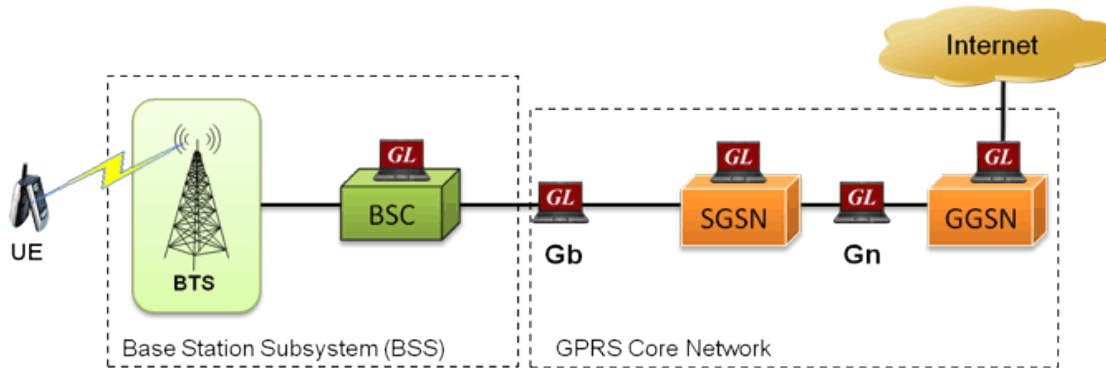 Internet
GL
GL
GL
GL
GL
BSC
SGSN
GGSN
UE
BTS
Gb
Gn
Base Station Subsystem (BSS)
GPRS Core Network